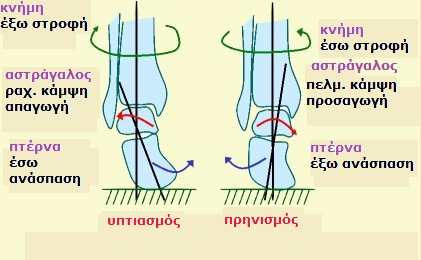 κνήμη
έξω στροφή
αστράγαλος
ραχ. κάμψη
απαγωγή
πτέρνα
έσω
ανάσπαση
υπτιασμός
κνήμη
έσω στροφή
αστράγαλος
πελμ. κάμψη
προσαγωγή
πτέρνα
έξω ανάσπαση
πρηνισμός